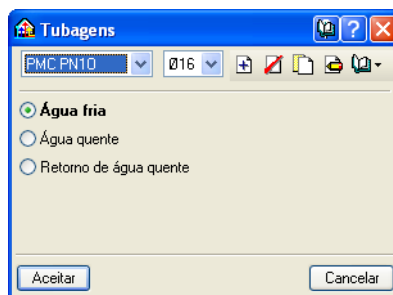 Tubagens
PMC PN10 Ø16
Água fria
Água quente
Retorno de água quente
Aceitar Cancelar